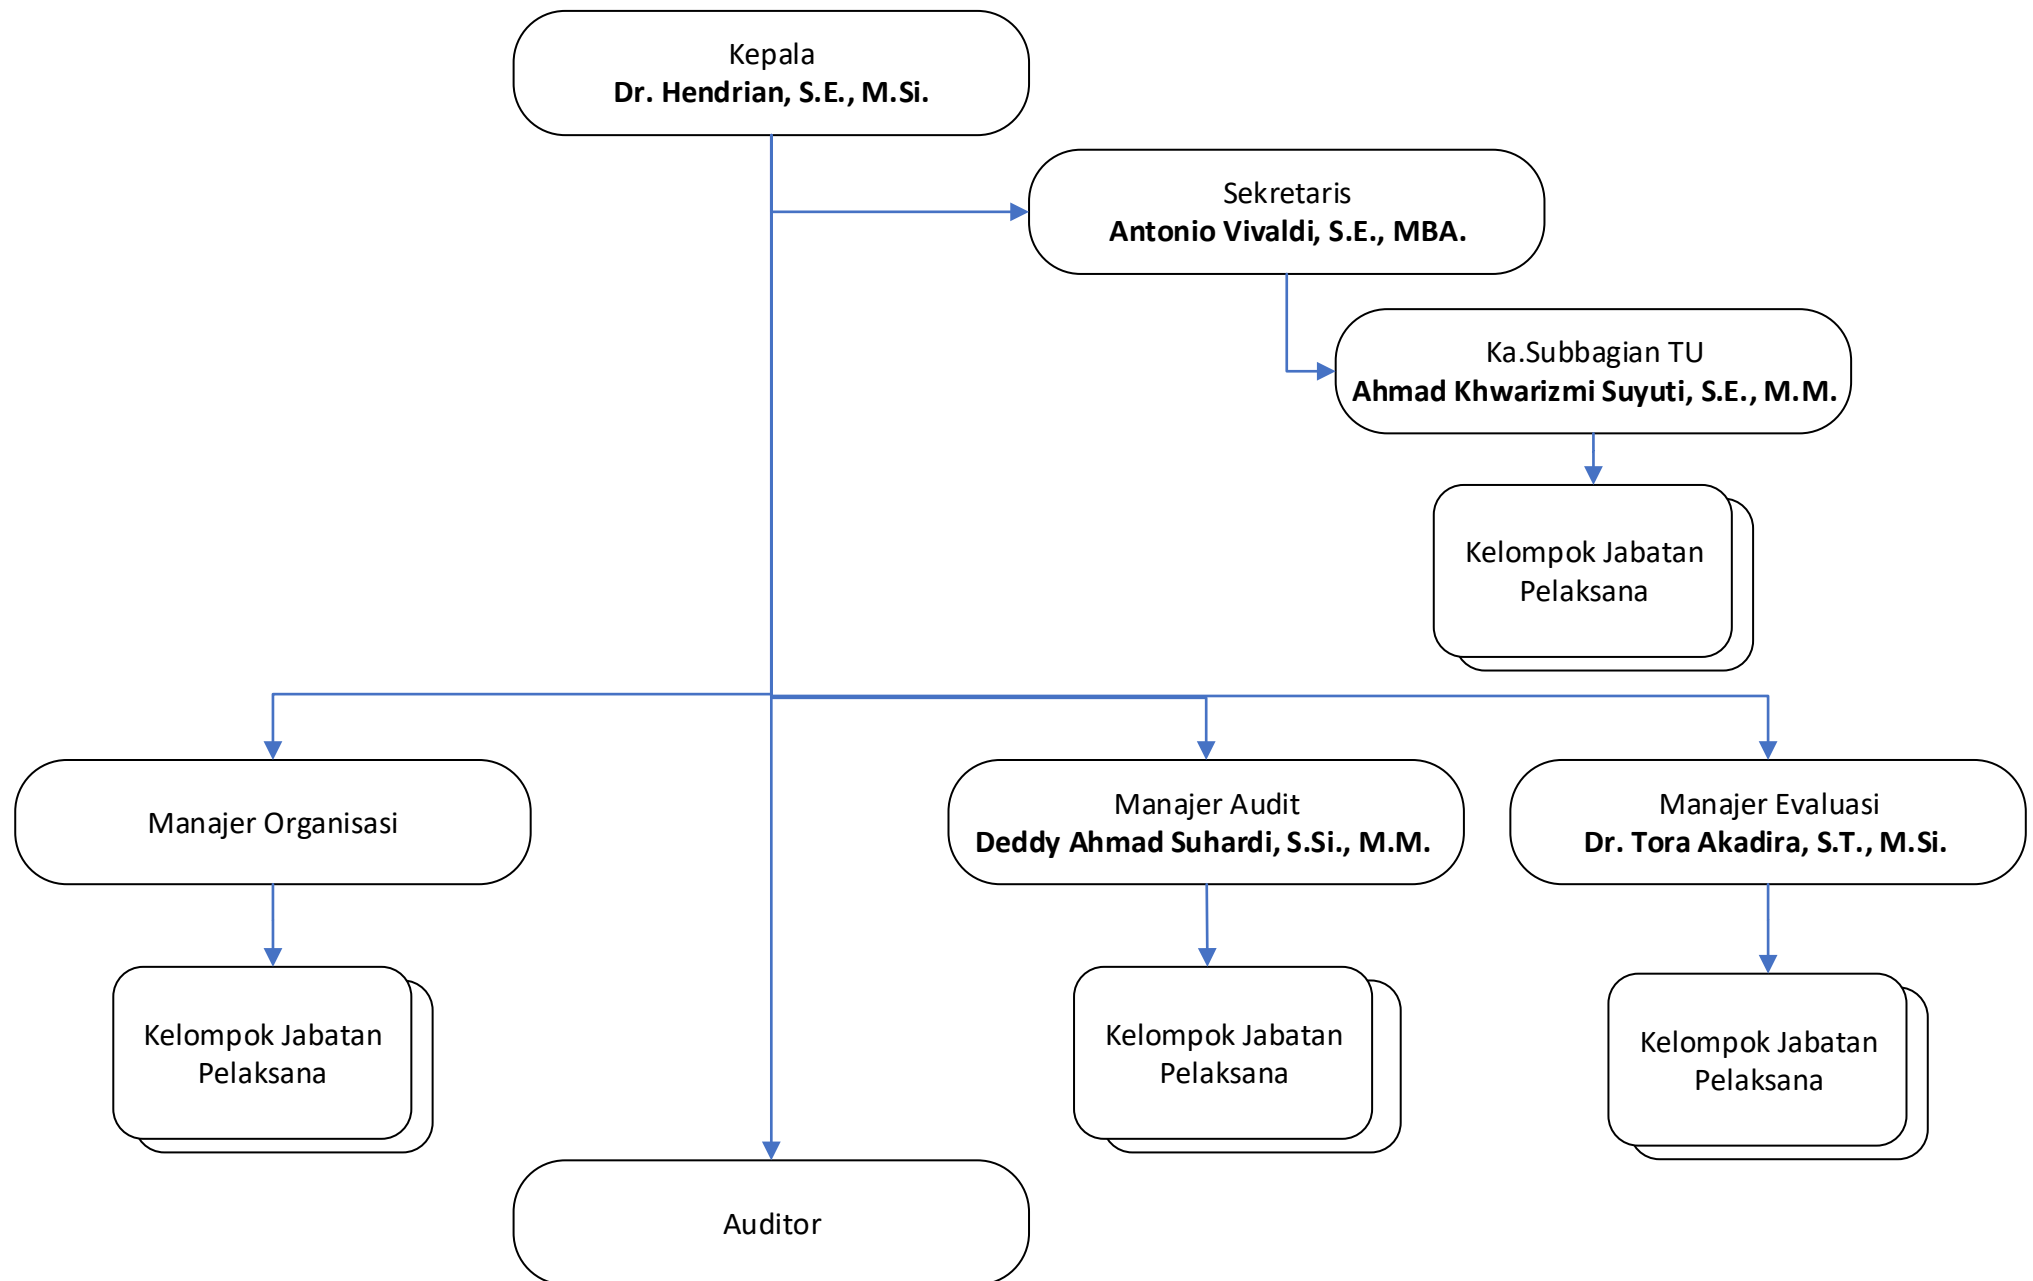 Kepala
Dr. Hendrian, S.E., M.Si.
Sekretaris
Antonio Vivaldi, S.E., MBA.
Ka.Subbagian TU
Ahmad Khwarizmi Suyuti, S.E., M.M.
Kelompok Jabatan
Pelaksana
Manajer Organisasi
Manajer Audit
Deddy Ahmad Suhardi, S.Si., M.M.
Manajer Evaluasi
Dr. Tora Akadira, S.T., M.Si.
Kelompok Jabatan
Pelaksana
Kelompok Jabatan
Pelaksana
Kelompok Jabatan
Pelaksana
Auditor